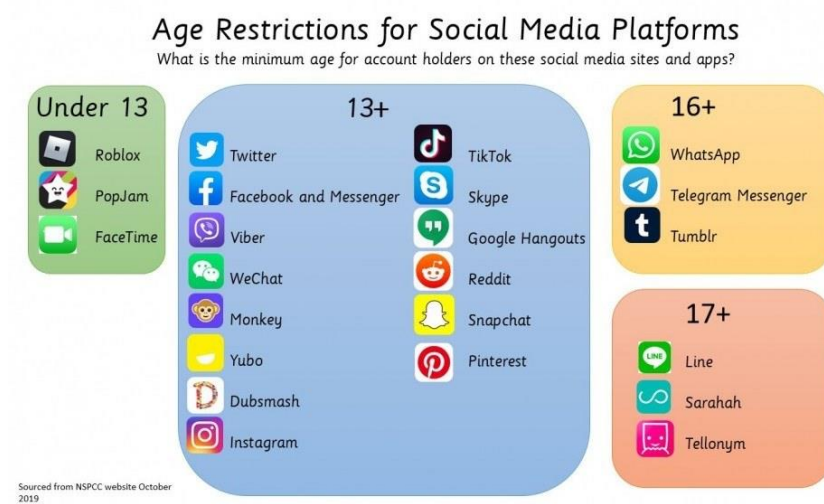 Age Restrictions for Social Media Platforms
What is the minimum age for account holders on these social media sites and apps?
Under 13
Roblox
PopJam
FaceTime
13+
Twitter
Facebook and Messenger
Viber
WeChat
Monkey
Yubo
Dubsmash
Instagram
TikTok
Skype
Google Hangouts
Reddit
Snapchat
Pinterest
16+
WhatsApp
Telegram Messenger
Tumblr
17+
LINE
Line
Sarahah
Tellonym
Sourced from NSPCC website October
2019